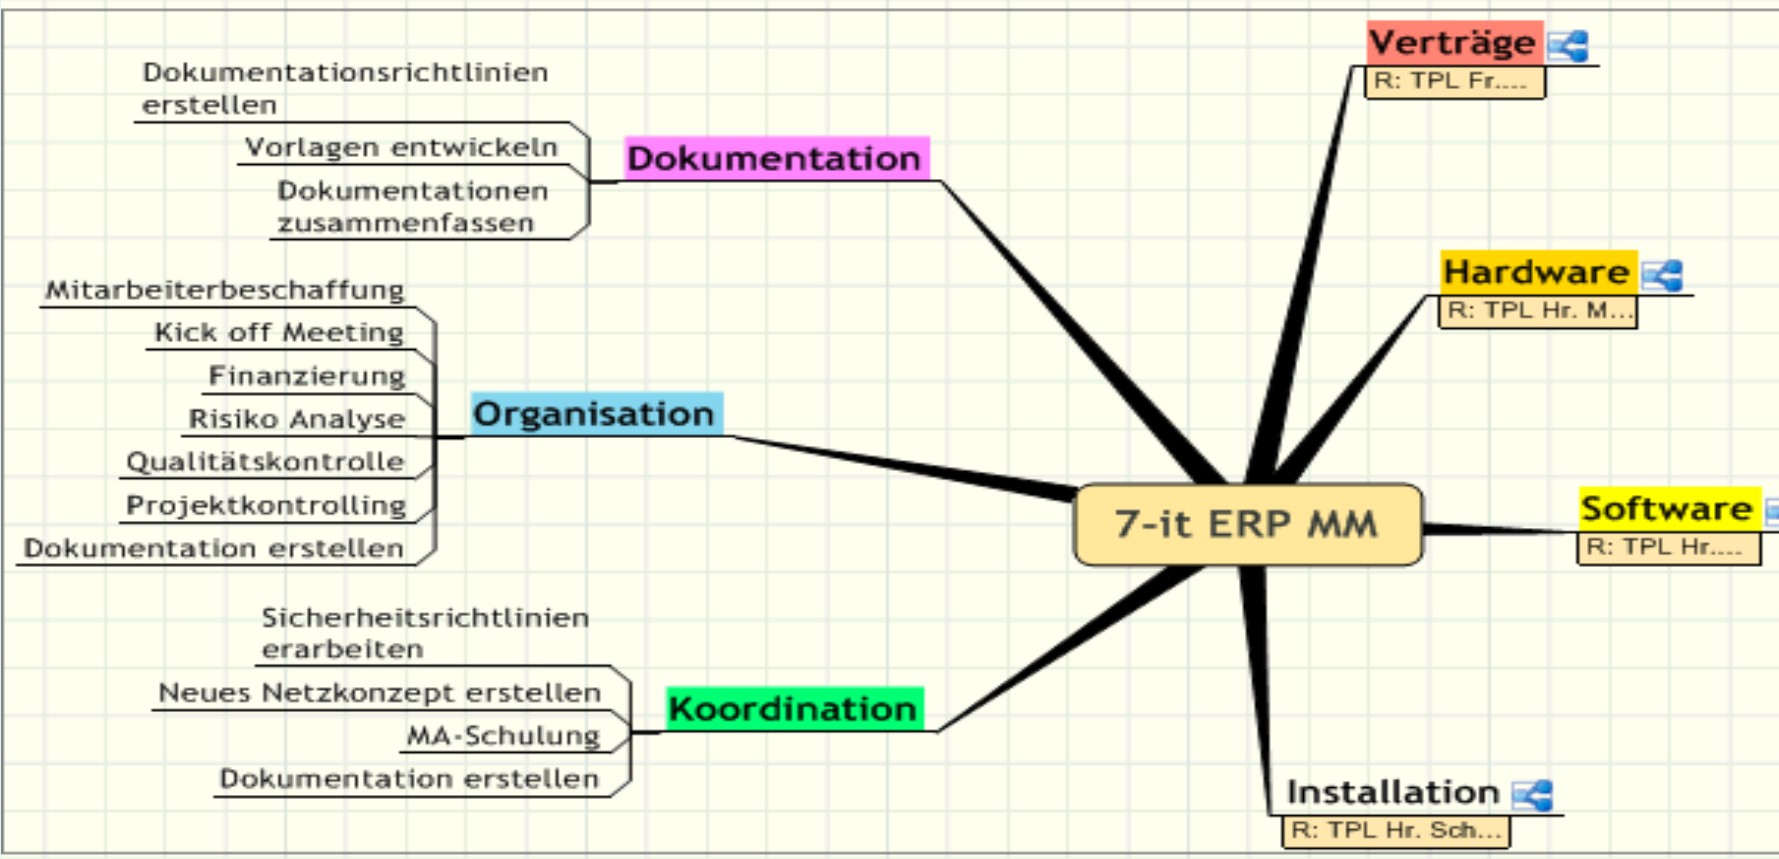 Dokumentationsrichtlinien
erstellen
Vorlagen entwickeln
Dokumentationen
zusammenfassen
Dokumentation
Mitarbeiterbeschaffung
Kick off Meeting
Finanzierung
Risiko Analyse
Qualitätskontrolle
Projektkontrolling
Dokumentation erstellen
Organisation
Sicherheitsrichtlinien
erarbeiten
Neues Netzkonzept erstellen
MA-Schulung
Dokumentation erstellen
Koordination
7-it ERP MM
Verträge
R: TPL Fr....
Hardware
R: TPL Hr. M...
Software
R: TPL Hr....
Installation
R: TPL Hr. Sch...